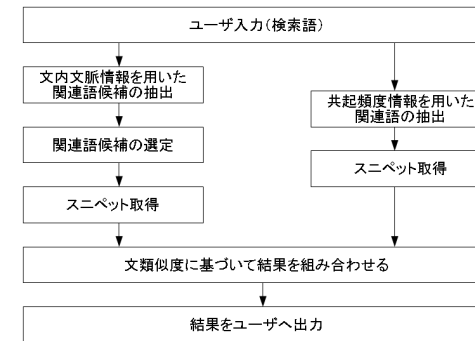 ユーザ入力(検索語)
文内文脈情報を用いた
関連語候補の抽出
関連語候補の選定
スニペット取得
共起頻度情報を用いた
関連語の抽出
スニペット取得
文類似度に基づいて結果を組み合わせる
結果をユーザへ出力